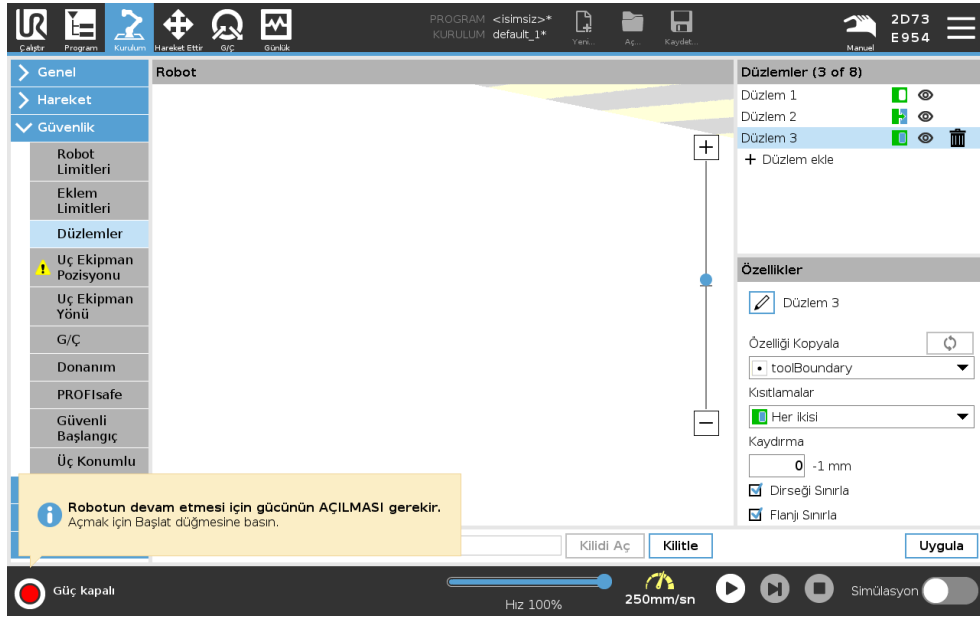 PROGRAM <isimsiz>*
KURULUM default_1*
Çalıştır
Program
Kurulum
Hareket Ettir
G/Ç
Günlük
Yeni...
Aç...
Kaydet...
Manuel
2D73
E954
Genel
Hareket
Güvenlik
Robot
Limitleri
Eklem
Limitleri
Düzlemler
Uç Ekipman
Pozisyonu
Uç Ekipman
Yönü
G/Ç
Donanım
PROFIsafe
Güvenli
Başlangıç
Üç Konumlu
Robot
Düzlemler (3 of 8)
Düzlem 1
Düzlem 2
Düzlem 3
+ Düzlem ekle
Özellikler
Düzlem 3
Özelliği Kopyala
toolBoundary
Kısıtlamalar
Her ikisi
Kaydırma
0 -1 mm
Dirseği Sınırla
Flanjı Sınırla
Robotun devam etmesi için gücünün AÇILMASI gerekir.
Açmak için Başlat düğmesine basın.
Kilidi Aç
Kilitle
Uygula
Güç kapalı
Hız 100%
250mm/sn
Simülasyon